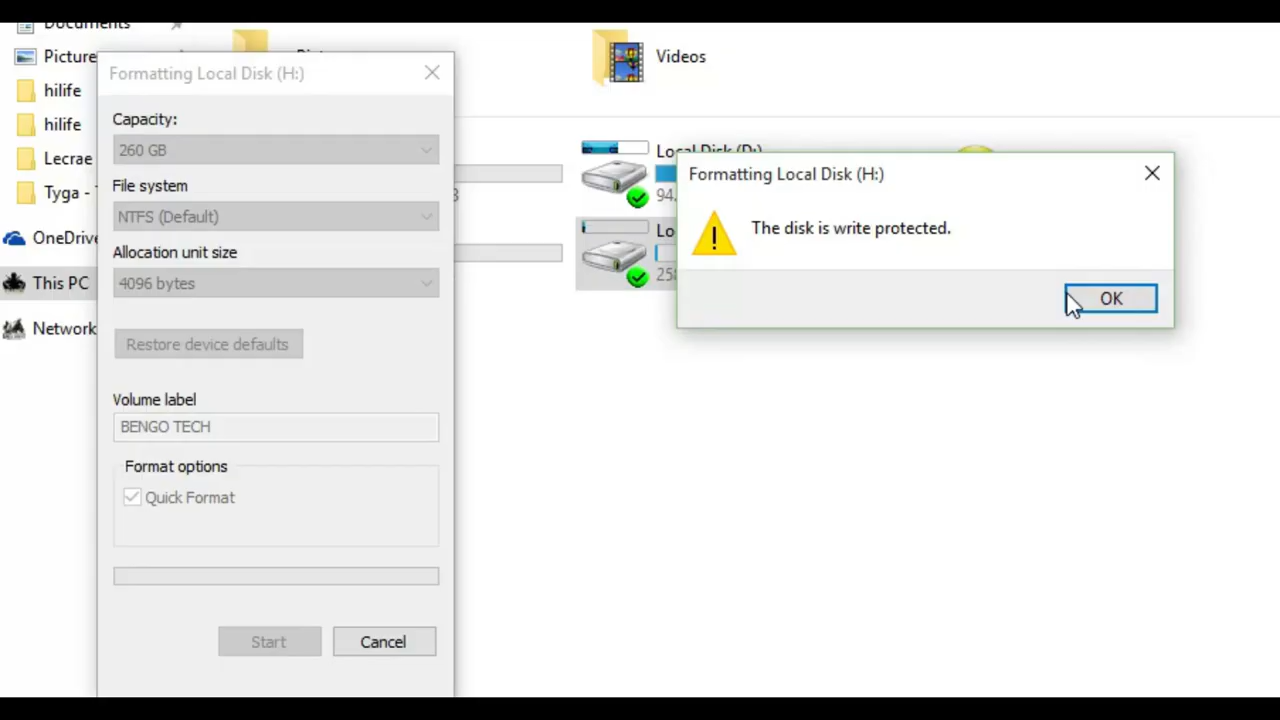 Documents
Picture
hilife
hilife
Lecrae
Tyga -
OneDrive
This PC
Network
Videos
Local Disk (D:)
94.
Lo
258
Formatting Local Disk (H:)
Capacity:
260 GB
File system
NTFS (Default)
Allocation unit size
4096 bytes
Restore device defaults
Volume label
BENGO TECH
Format options
Quick Format
Start
Cancel
Formatting Local Disk (H:)
The disk is write protected.
OK